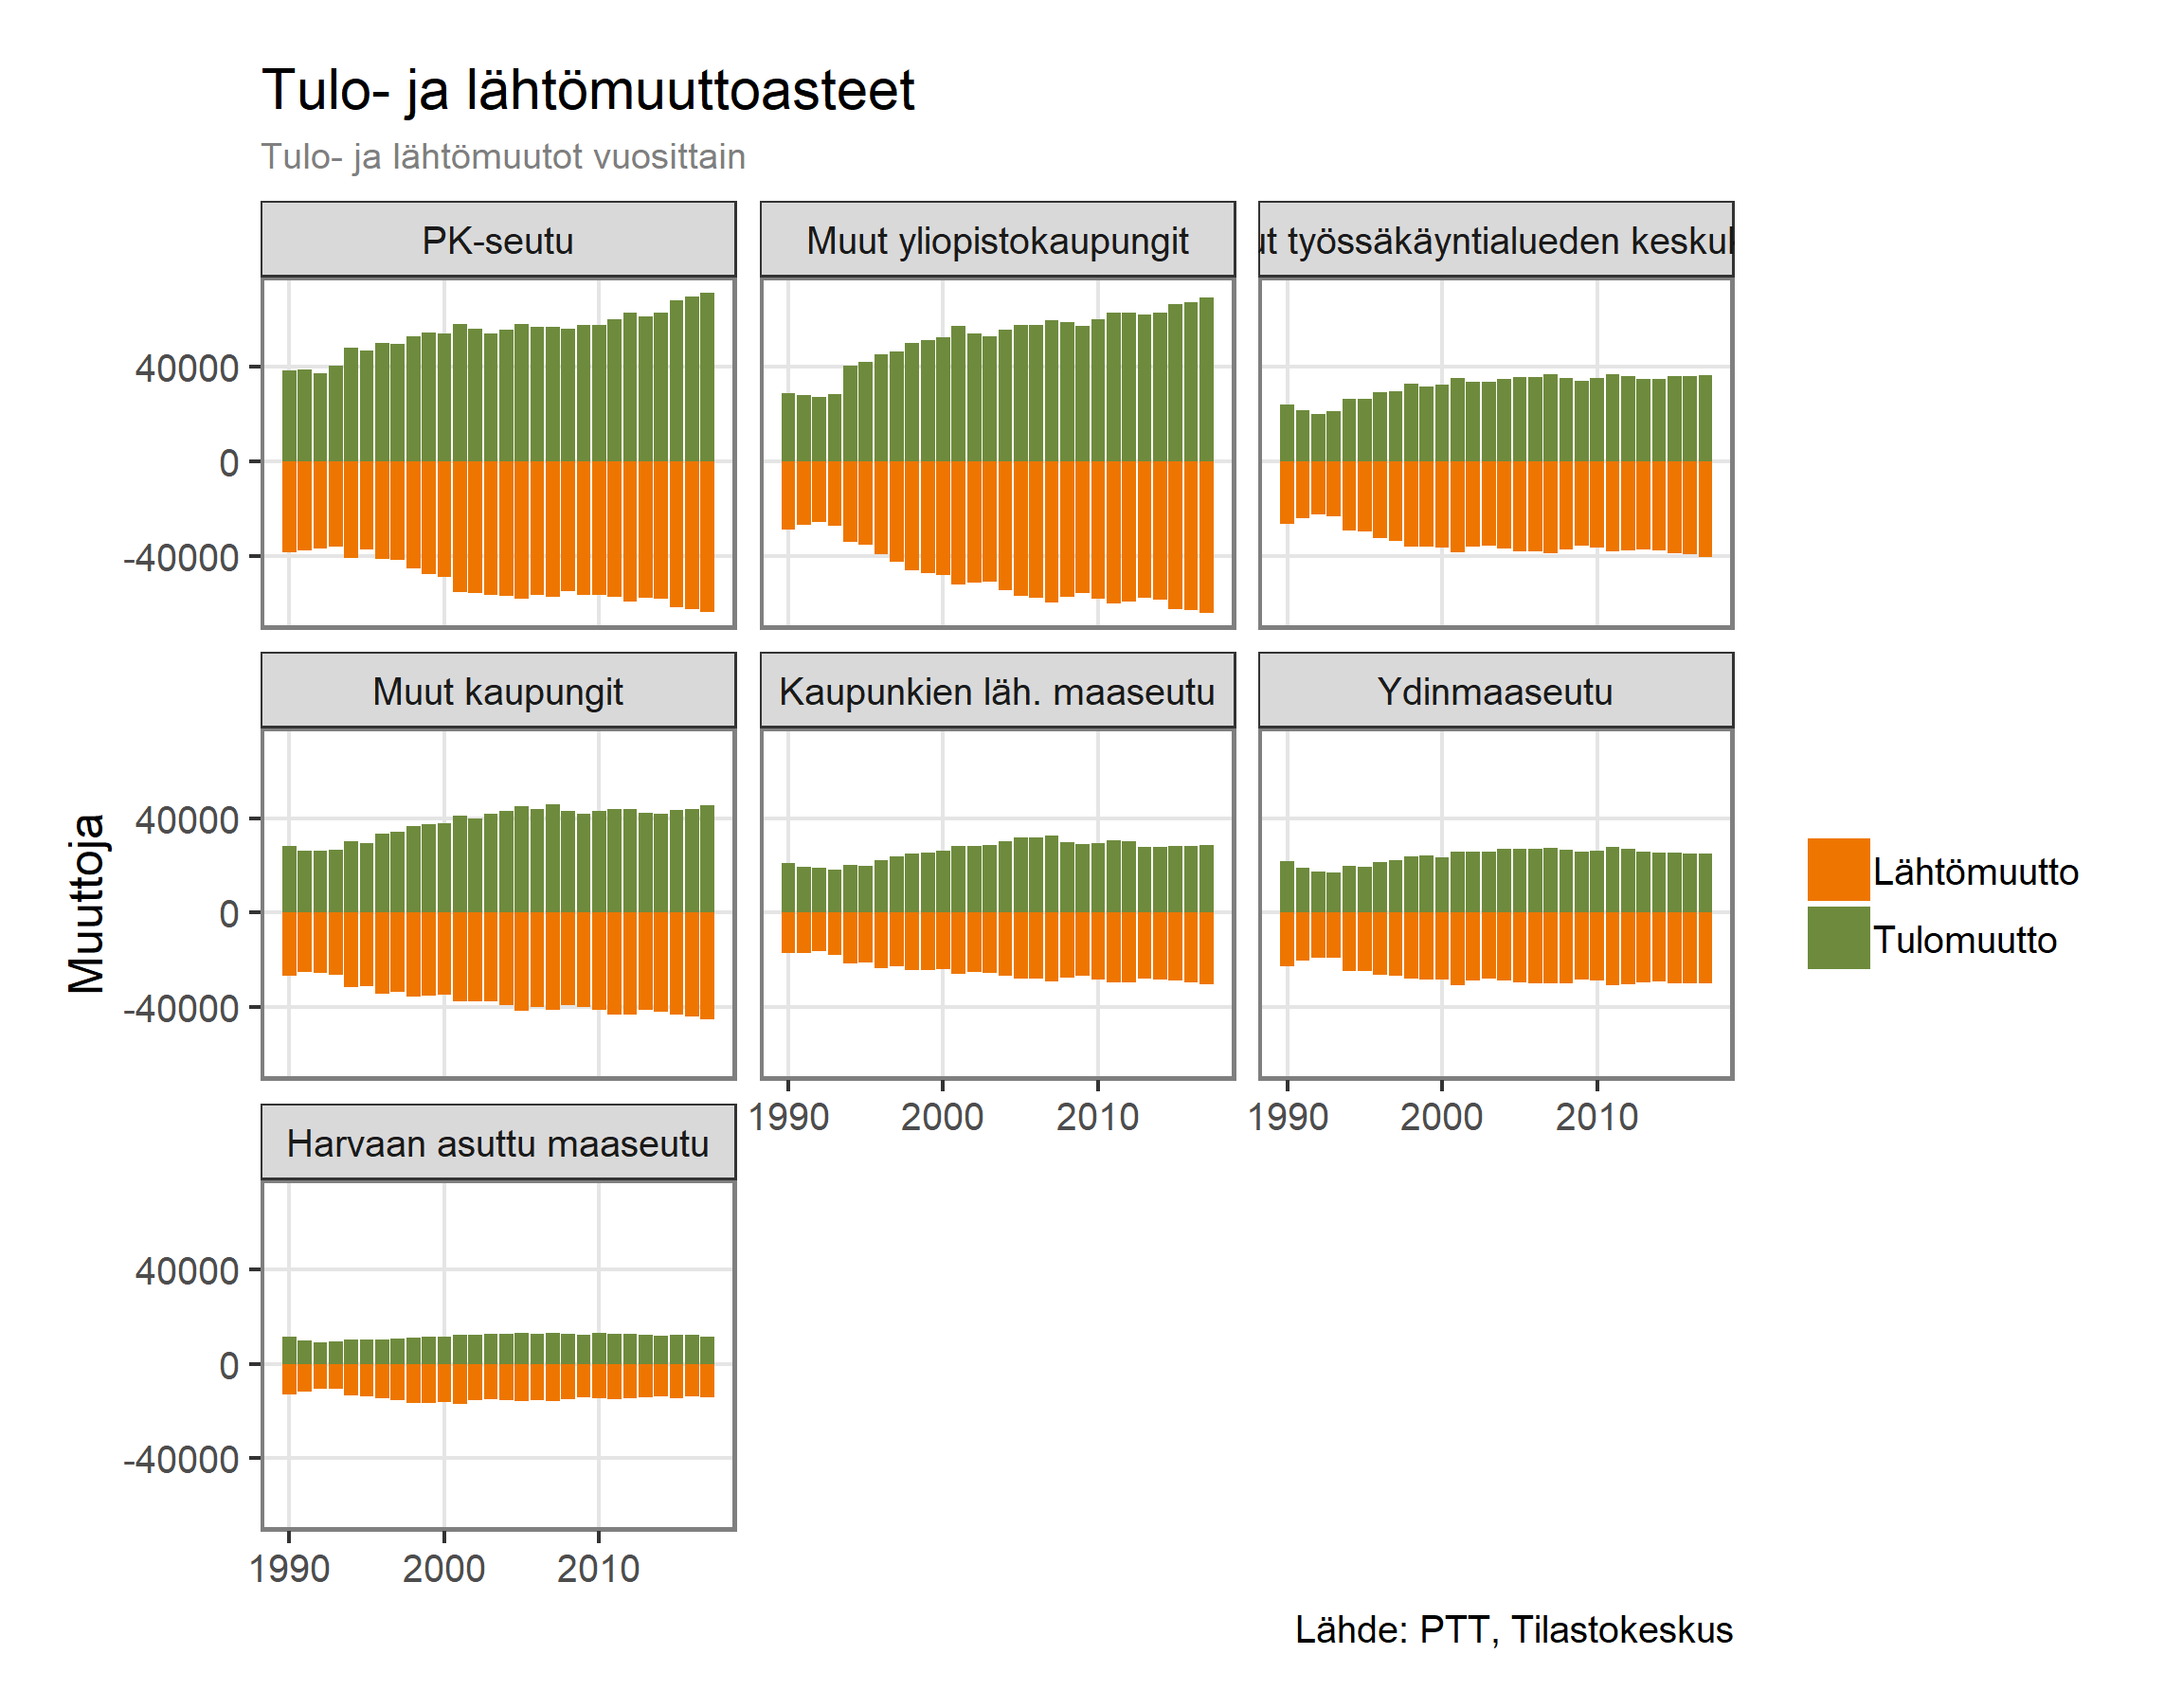 Tulo- ja lähtömuuttoasteet
Tulo- ja lähtömuutot vuosittain
PK-seutu
Muut yliopistokaupungit
työssäkäyntialueden
40000
0
-40000
Muut kaupungit
Kaupunkien läh. maaseutu
Ydinmaaseutu
Muuttoja
40000
0
-40000
1990 2000 2010
1990 2000 2010
Lähtömuutto
Tulomuutto
Harvaan asuttu maaseutu
40000
0
-40000
1990 2000 2010
Lähde: PTT, Tilastokeskus